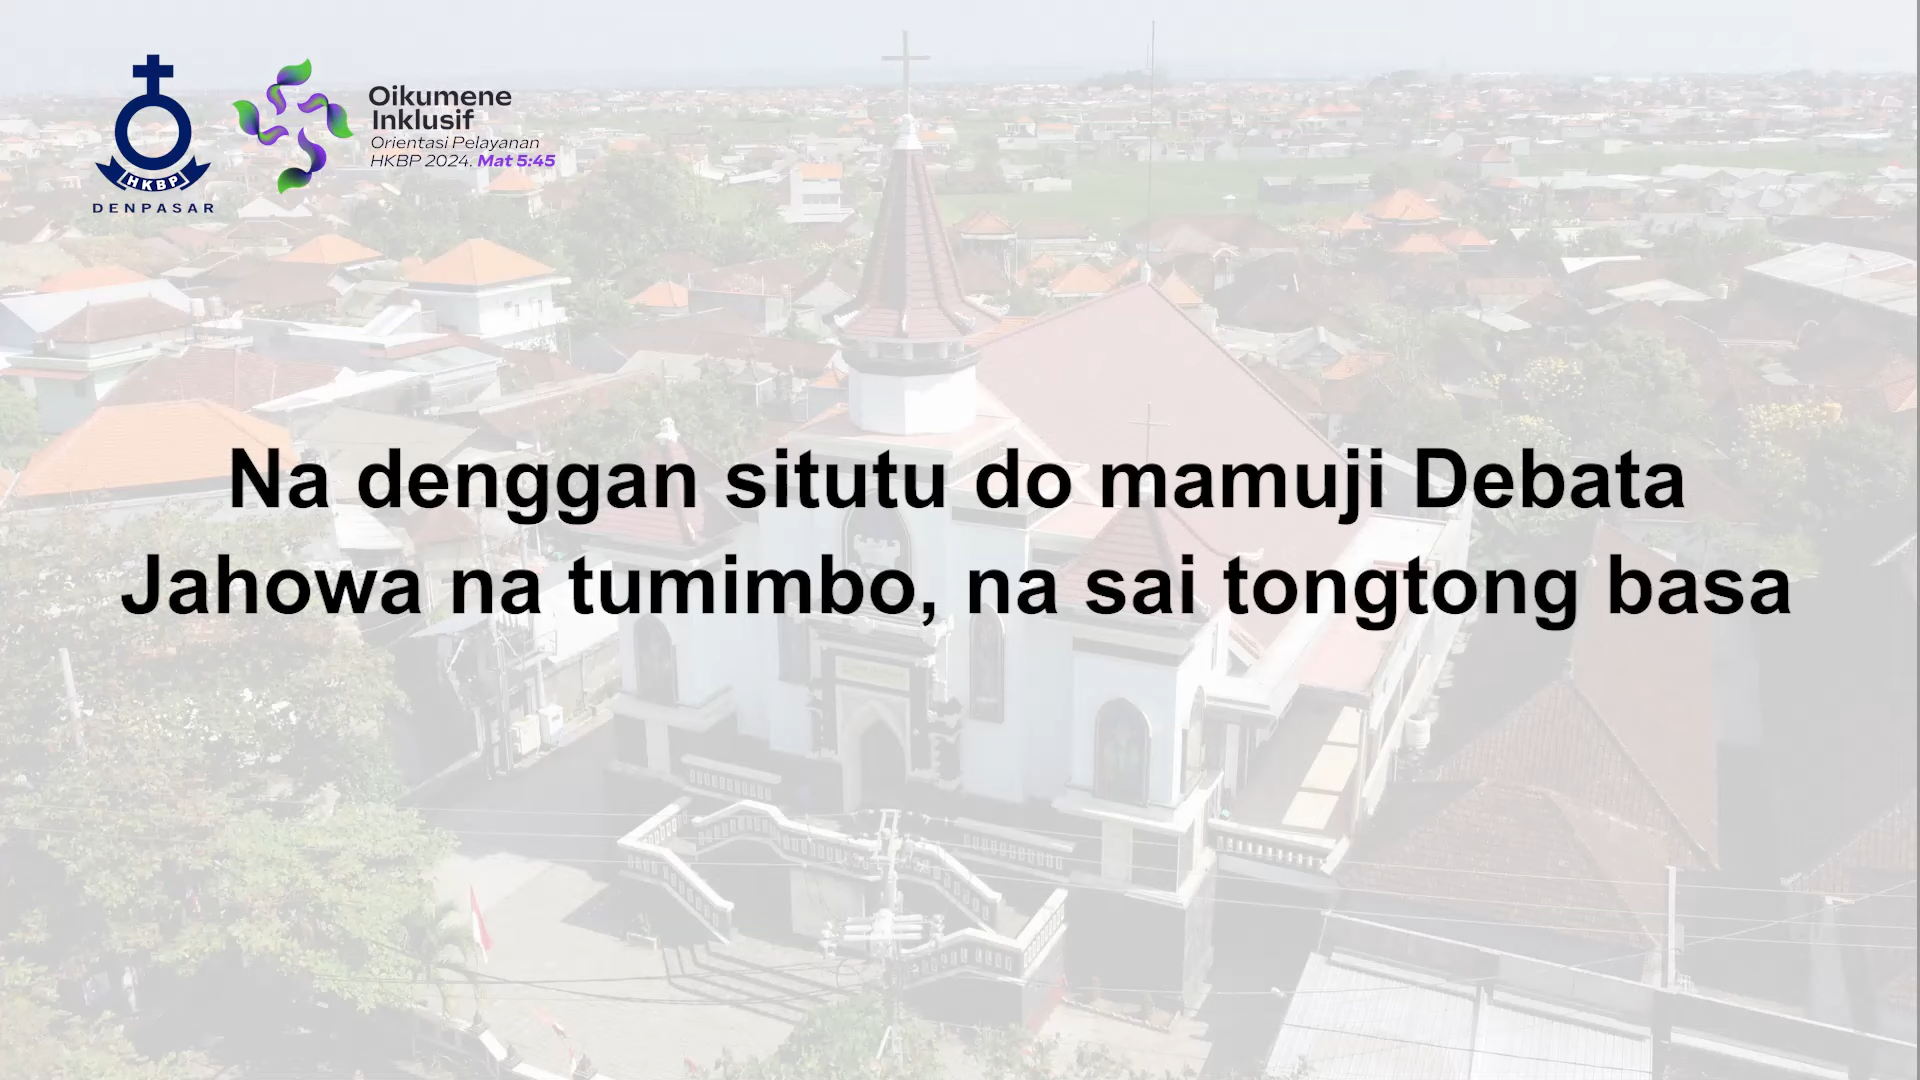 HKBP
DENPASAR
Oikumene
Inklusif
Orientasi Pelayanan
HKBP 2024. Mat 5:45
Na denggan situtu do mamuji Debata
Jahowa na tumimbo, na sai tongtong basa